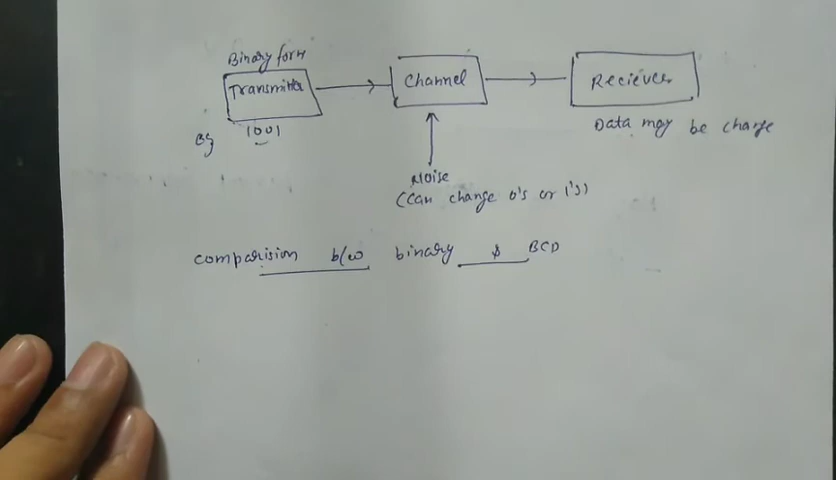 Binary form
Transmitter
Channel
Reciever
eg 1001
Data may be change
Noise
(Can change 0's or 1's)
comparision b/w binary & BCD